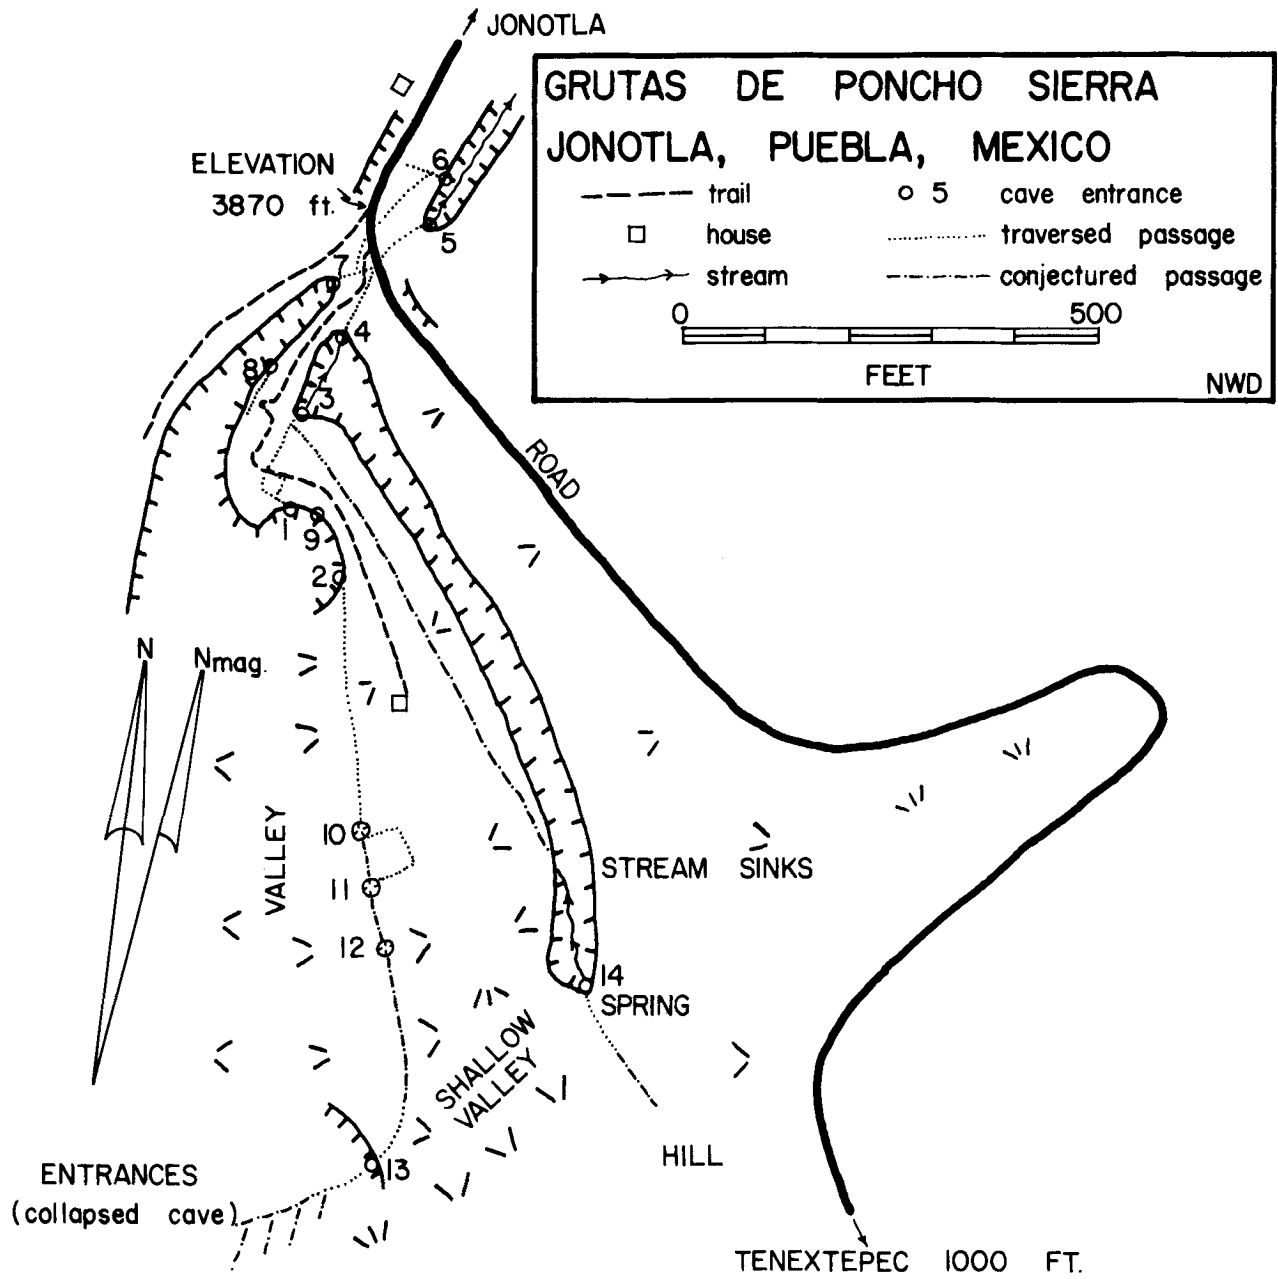 JONOTLA
GRUTAS DE PONCHO SIERRA
JONOTLA, PUEBLA, MEXICO
trail
5 cave entrance
house
traversed passage
stream
conjectured passage
0 500
FEET
NWD
ELEVATION
3870 ft.
6
5
7
4
8
3
ROAD
1
9
2
N
Nmag.
VALLEY
10
11
12
STREAM SINKS
14
SPRING
SHALLOW
VALLEY
HILL
13
ENTRANCES
(collapsed cave)
TENEXTEPEC 1000 FT.